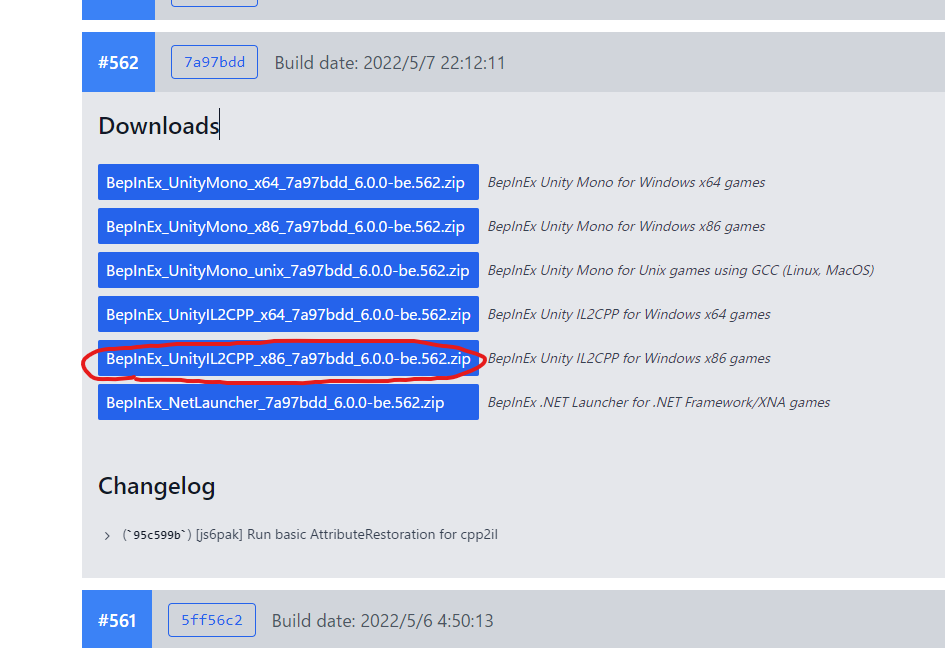 #562 7a97bdd Build date: 2022/5/7 22:12:11
Downloads
BepInEx_UnityMono_x64_7a97bdd_6.0.0-be.562.zip BepInEx Unity Mono for Windows x64 games
BepInEx_UnityMono_x86_7a97bdd_6.0.0-be.562.zip BepInEx Unity Mono for Windows x86 games
BepInEx_UnityMono_unix_7a97bdd_6.0.0-be.562.zip BepInEx Unity Mono for Unix games using GCC (Linux, MacOS)
BepInEx_UnityIL2CPP_x64_7a97bdd_6.0.0-be.562.zip BepInEx Unity IL2CPP for Windows x64 games
BepInEx_UnityIL2CPP_x86_7a97bdd_6.0.0-be.562.zip BepInEx Unity IL2CPP for Windows x86 games
BepInEx_NetLauncher_7a97bdd_6.0.0-be.562.zip BepInEx .NET Launcher for .NET Framework/XNA games
Changelog
(`95c599b`) [js6pak] Run basic AttributeRestoration for cpp2il
#561 5ff56c2 Build date: 2022/5/6 4:50:13